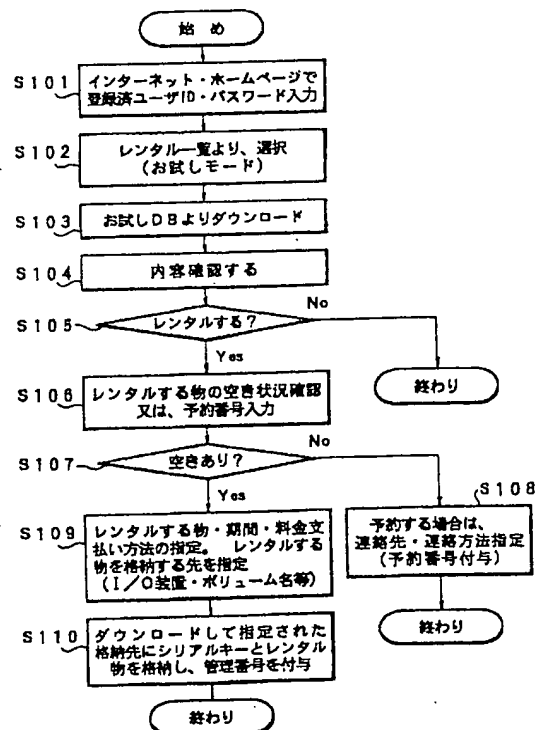 始め
S101
インターネット・ホームページで
登録済ユーザID・パスワード入力
S102
レンタル一覧より、選択
(お試しモード)
S103
お試しDBよりダウンロード
S104
内容確認する
S105
レンタルする?
No
Yes
終わり
S106
レンタルする物の空き状況確認
又は、予約番号入力
S107
空きあり?
No
Yes
S108
予約する場合は、
連絡先・連絡方法指定
(予約番号付与)
終わり
S109
レンタルする物・期間・料金支
払い方法の指定。 レンタルする
物を格納する先を指定
(I/O装置・ボリューム名等)
S110
ダウンロードして指定された
格納先にシリアルキーとレンタル
物を格納し、管理番号を付与
終わり